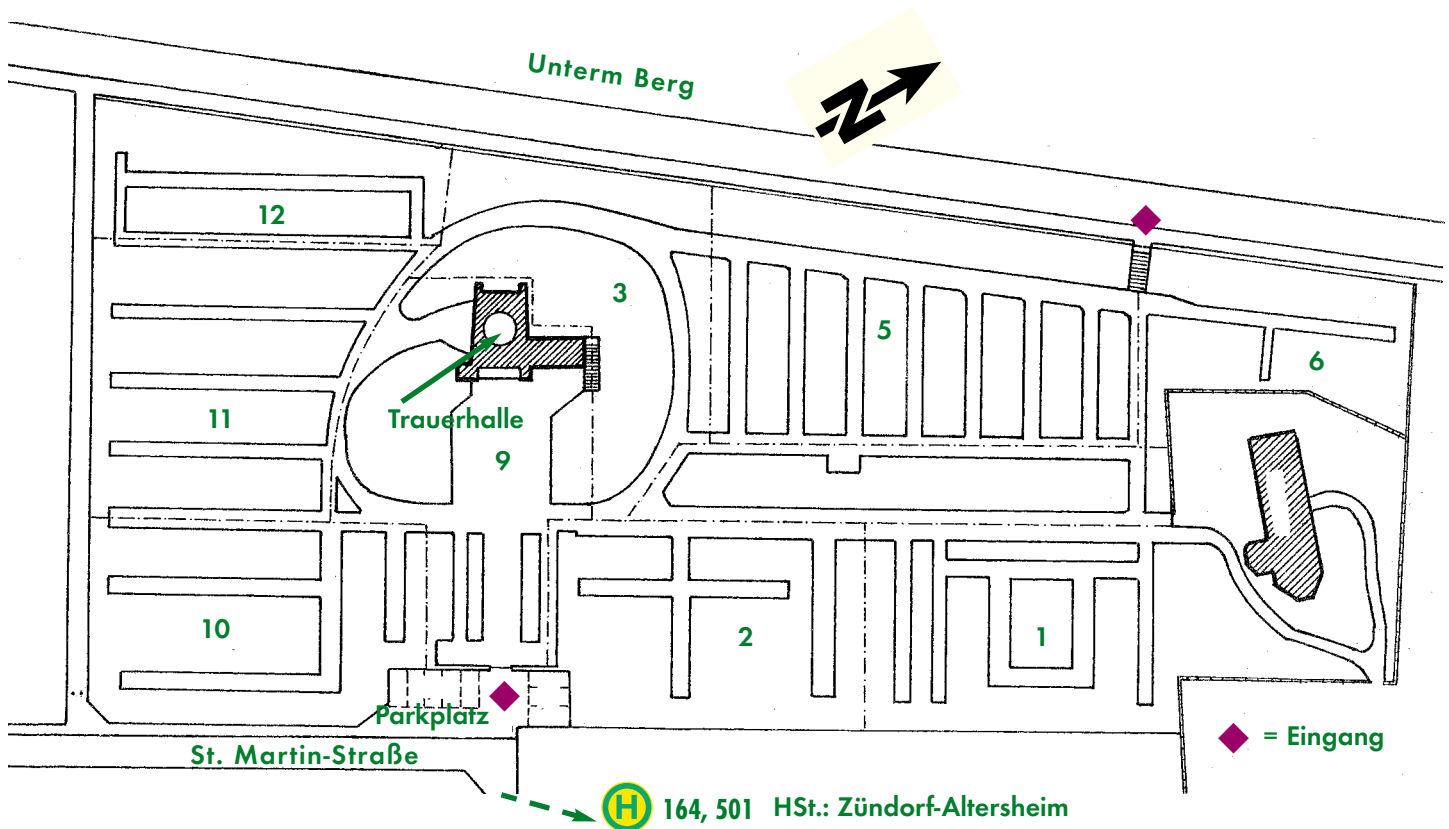 Unterm Berg
N
12
3
5
6
11
Trauerhalle
9
10
2
1
Parkplatz
= Eingang
St. Martin-Straße
H 164, 501 HSt.: Zündorf-Altersheim